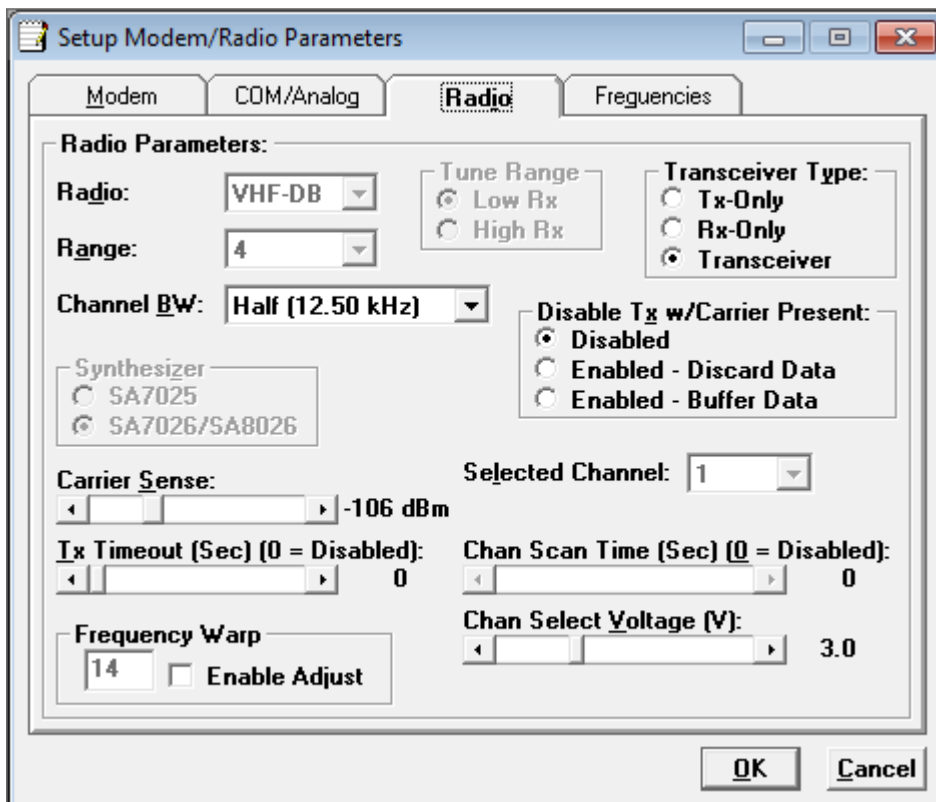 Setup Modem/Radio Parameters
Modem
COM/Analog
Radio
Freguencies
Radio Parameters:
Radio:
VHF-DB
Range:
4
Channel BW:
Half (12.50 kHz)
Tune Range
Low Rx
High Rx
Transceiver Type:
Tx-Only
Rx-Only
Transceiver
Disable Tx w/Carrier Present:
Disabled
Enabled - Discard Data
Enabled - Buffer Data
Synthesizer
SA7025
SA7026/SA8026
Selected Channel:
1
Carrier Sense:
-106 dBm
Tx Timeout (Sec) (0 = Disabled):
0
Chan Scan Time (Sec) (0 = Disabled):
0
Frequency Warp
14
Enable Adjust
Chan Select Voltage (V):
3.0
OK
Cancel